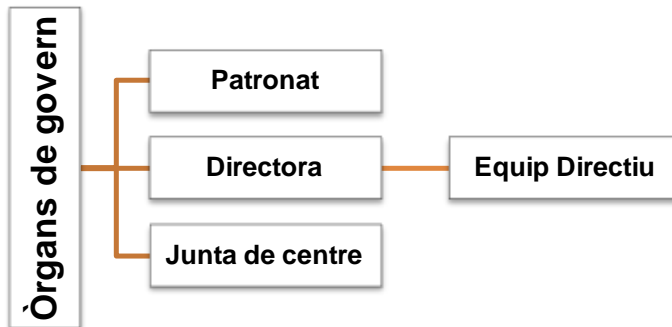 Òrgans de govern
Patronat
Directora
Equip Directiu
Junta de centre